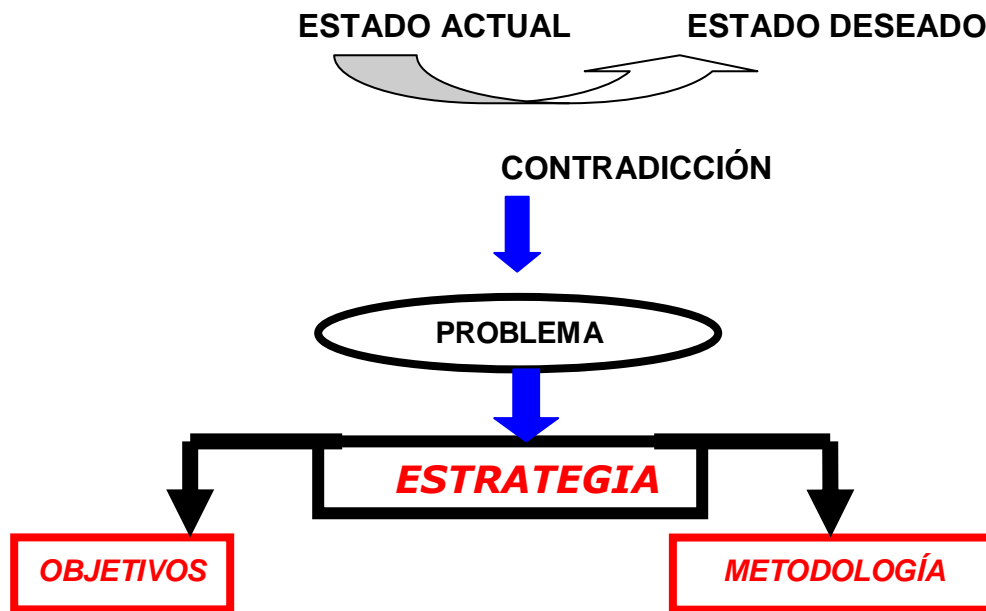 ESTADO ACTUAL ESTADO DESEADO
CONTRADICCIÓN
PROBLEMA
ESTRATEGIA
OBJETIVOS METODOLOGÍA